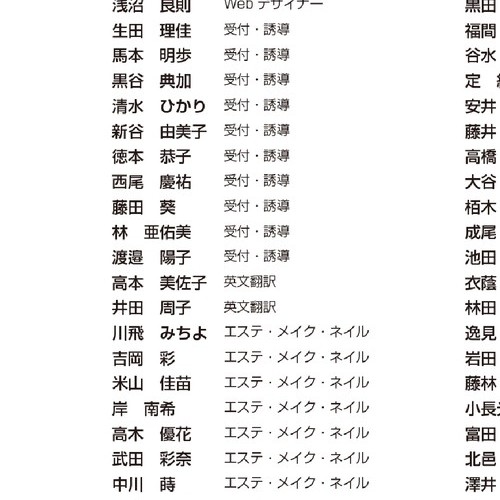 浅沼　良則　Webデザイナー　黒田
生田　理佳　受付・誘導　福間
馬本　明歩　受付・誘導　谷水
黒谷　典加　受付・誘導　定
清水　ひかり　受付・誘導　安井
新谷　由美子　受付・誘導　藤井
徳本　恭子　受付・誘導　高橋
西尾　慶祐　受付・誘導　大谷
藤田　葵　受付・誘導　栢木
林　亜佑美　受付・誘導　成尾
渡邉　陽子　受付・誘導　池田
高本　美佐子　英文翻訳　衣蔭
井田　周子　英文翻訳　林田
川飛　みちよ　エステ・メイク・ネイル　逸見
吉岡　彩　エステ・メイク・ネイル　岩田
米山　佳苗　エステ・メイク・ネイル　藤林
岸　南希　エステ・メイク・ネイル　小長
高木　優花　エステ・メイク・ネイル　富田
武田　彩奈　エステ・メイク・ネイル　北邑
中川　蒔　エステ・メイク・ネイル　澤井